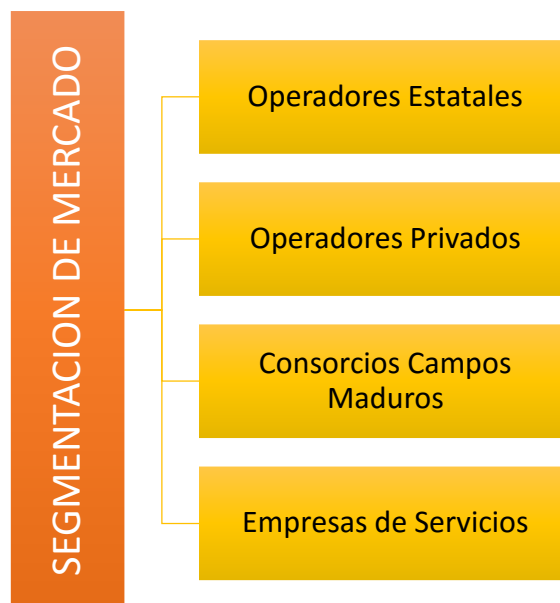 SEGMENTACION DE MERCADO
Operadores Estatales
Operadores Privados
Consorcios Campos
Maduros
Empresas de Servicios